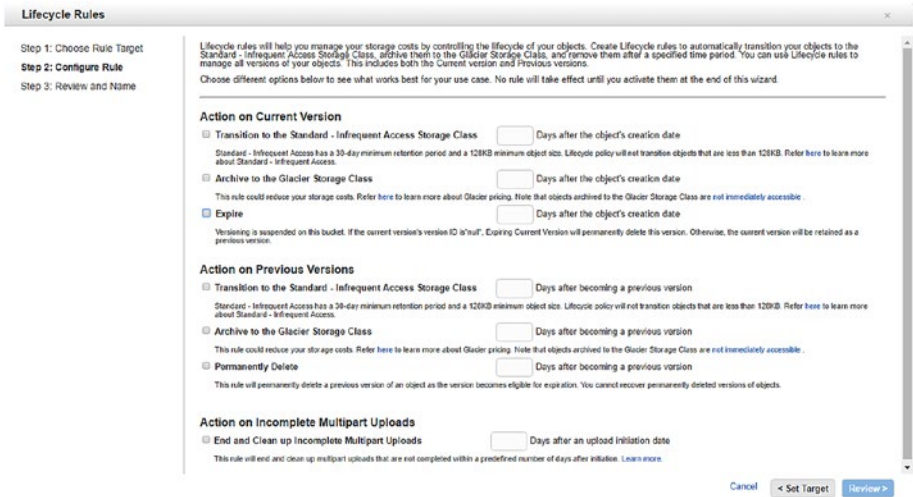 Lifecycle Rules
×
Step 1: Choose Rule Target
Step 2: Configure Rule
Step 3: Review and Name
Lifecycle rules will help you manage your storage costs by controlling the lifecycle of your objects. Create Lifecycle rules to automatically transition your objects to the
Standard - Infrequent Access Storage Class, archive them to the Glacier Storage Class, and remove them after a specified time period. You can use Lifecycle rules to
manage all versions of your objects. This includes both the Current version and Previous versions.
Choose different options below to see what works best for your use case. No rule will take effect until you activate them at the end of this wizard.
Action on Current Version
Transition to the Standard - Infrequent Access Storage Class Days after the object's creation date
Standard - Infrequent Access has a 30-day minimum retention period and a 128KB minimum object size. Lifecycle policy will not transition objects that are less than 128KB. Refer here to learn more
about Standard - Infrequent Access.
Archive to the Glacier Storage Class Days after the object's creation date
This rule could reduce your storage costs. Refer here to learn more about Glacier pricing. Note that objects archived to the Glacier Storage Class are not immediately accessible .
Expire Days after the object's creation date
Versioning is suspended on this bucket. If the current version's version ID is"null", Expiring Current Version will permanently delete this version. Otherwise, the current version will be retained as a
previous version.
Action on Previous Versions
Transition to the Standard - Infrequent Access Storage Class Days after becoming a previous version
Standard - Infrequent Access has a 30-day minimum retention period and a 128KB minimum object size. Lifecycle policy will not transition objects that are less than 128KB. Refer here to learn more
about Standard - Infrequent Access.
Archive to the Glacier Storage Class Days after becoming a previous version
This rule could reduce your storage costs. Refer here to learn more about Glacier pricing. Note that objects archived to the Glacier Storage Class are not immediately accessible .
Permanently Delete Days after becoming a previous version
This rule will permanently delete a previous version of an object as the version becomes eligible for expiration. You cannot recover permanently deleted versions of objects.
Action on Incomplete Multipart Uploads
End and Clean up Incomplete Multipart Uploads Days after an upload initiation date
This rule will end and clean up multipart uploads that are not completed within a predefined number of days after initiation. Learn more.
Cancel < Set Target Review >